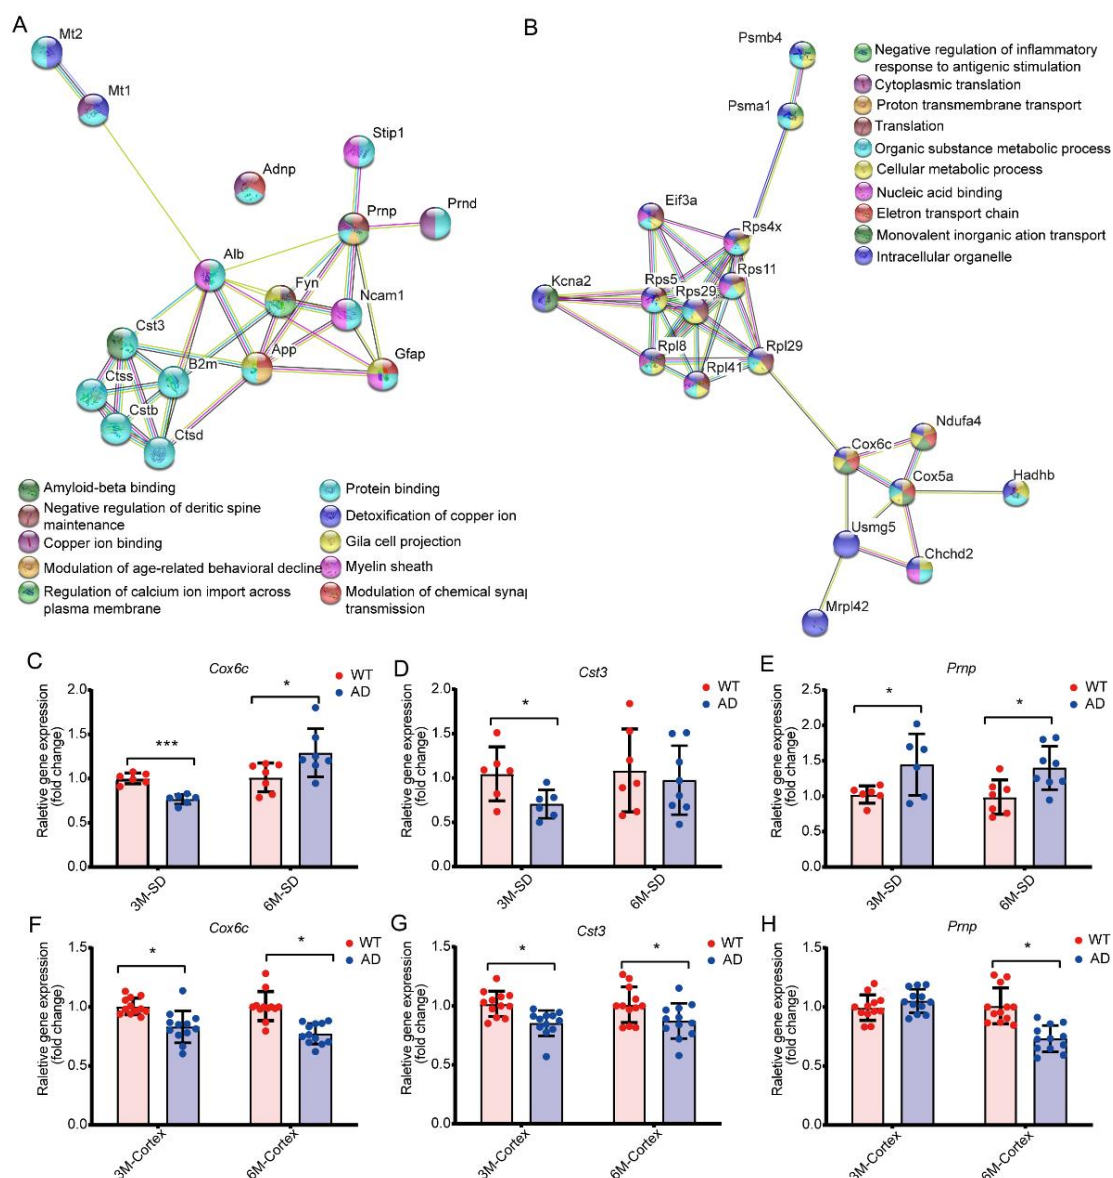 A
Mt2
Mt1
Stip1
Adnp
Prnp
Prnd
Alb
Fyn
Ncam1
Cst3
B2m
App
Gfap
Ctss
Cstb
Ctsd
Amyloid-beta binding
Negative regulation of deritic spine
maintenance
Copper ion binding
Modulation of age-related behavioral decline
Regulation of calcium ion import across
plasma membrane
Protein binding
Detoxification of copper ion
Gila cell projection
Myelin sheath
Modulation of chemical synap
transmission
B
Psmb4
Psma1
Eif3a
Rps4x
Rps11
Kcna2
Rps5
Rps29
Rpl8
Rpl41
Rpl29
Ndufa4
Cox6c
Cox5a
Hadhb
Usmg5
Chchd2
Mrpl42
Negative regulation of inflammatory
response to antigenic stimulation
Cytoplasmic translation
Proton transmembrane transport
Translation
Organic substance metabolic process
Cellular metabolic process
Nucleic acid binding
Eletron transport chain
Monovalent inorganic ation transport
Intracellular organelle
C
Cox6c
WT
AD
Raletive gene expression
(fold change)
2.0
1.5
1.0
0.5
0.0
***
*
3M-SD
6M-SD
D
Cst3
WT
AD
Raletive gene expression
(fold change)
2.0
1.5
1.0
0.5
0.0
*
3M-SD
6M-SD
E
Prnp
WT
AD
Raletive gene expression
(fold change)
2.5
2.0
1.5
1.0
0.5
0.0
*
*
3M-SD
6M-SD
F
Cox6c
WT
AD
Raletive gene expression
(fold change)
1.5
1.0
0.5
0.0
*
*
3M-Cortex
6M-Cortex
G
Cst3
WT
AD
Raletive gene expression
(fold change)
1.5
1.0
0.5
0.0
*
*
3M-Cortex
6M-Cortex
H
Prnp
WT
AD
Raletive gene expression
(fold change)
1.5
1.0
0.5
0.0
*
3M-Cortex
6M-Cortex